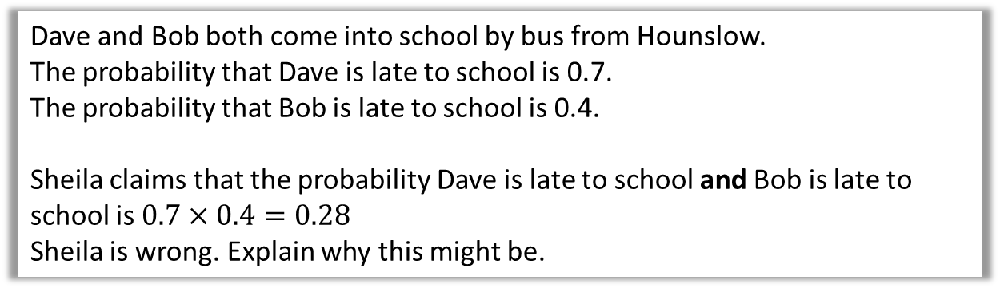 Dave and Bob both come into school by bus from Hounslow.
The probability that Dave is late to school is 0.7.
The probability that Bob is late to school is 0.4.
Sheila claims that the probability Dave is late to school and Bob is late to
school is 0.7 × 0.4 = 0.28
Sheila is wrong. Explain why this might be.